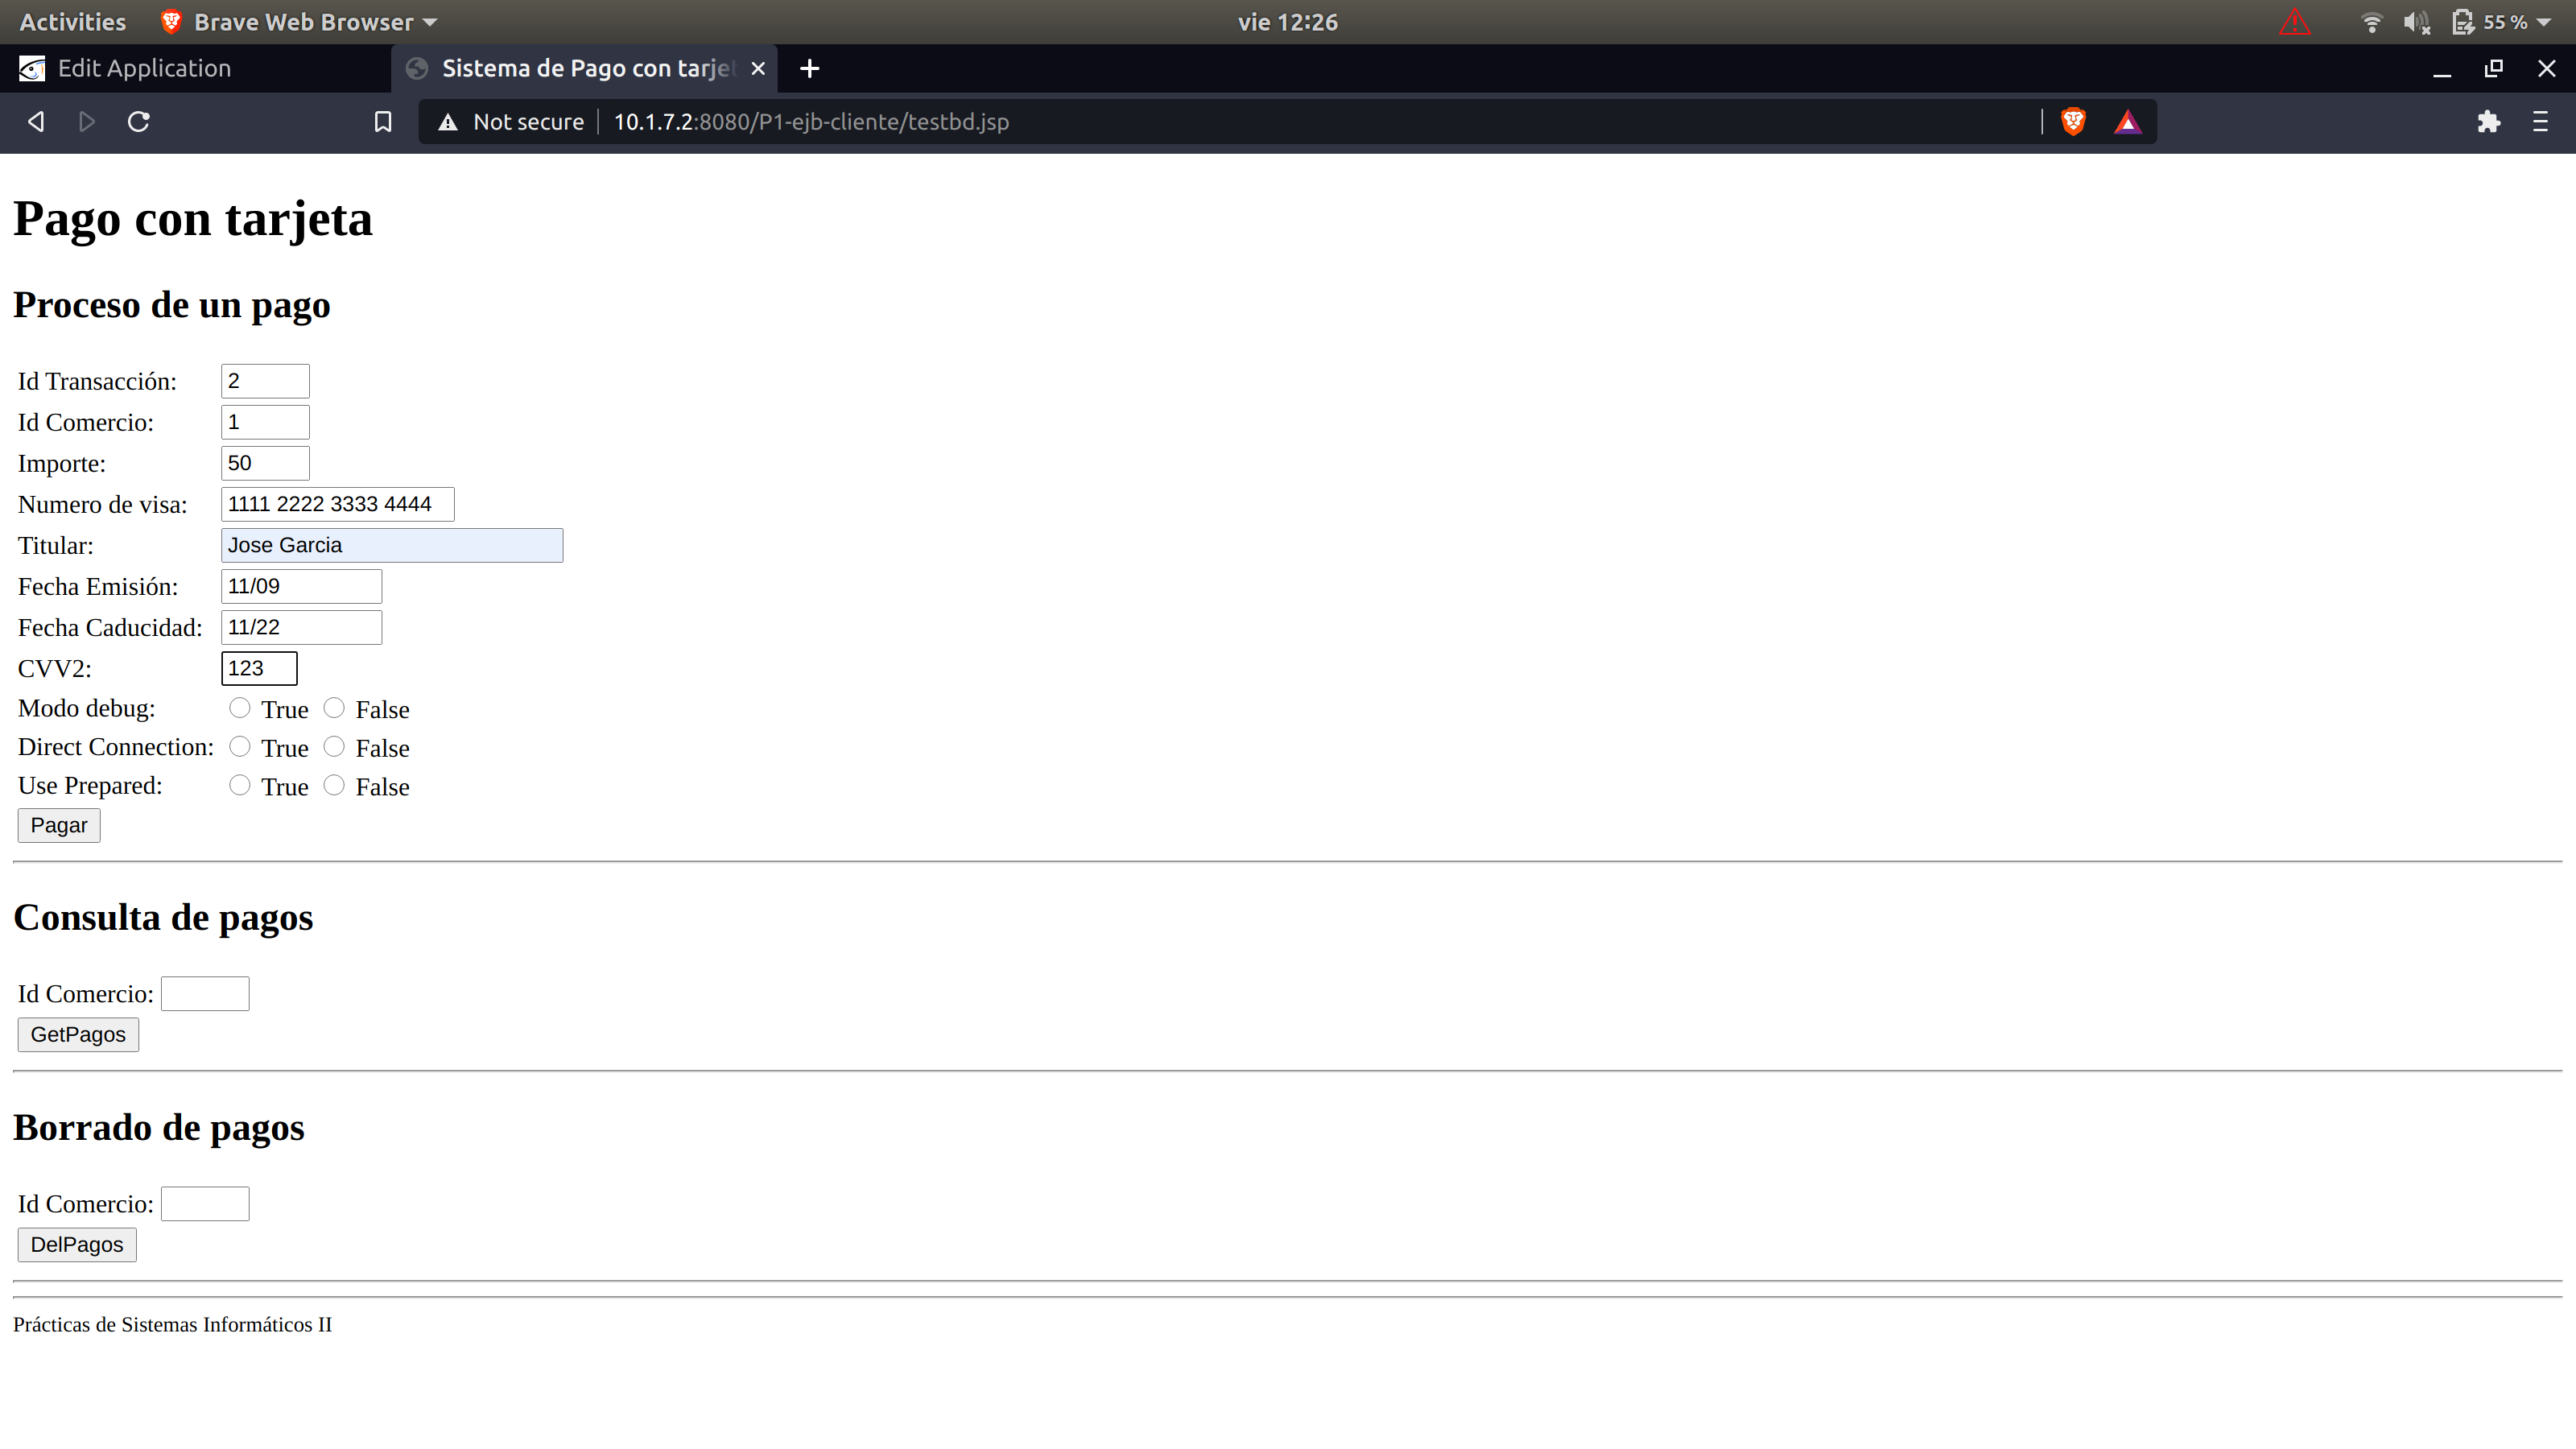 Activities Brave Web Browser vie 12:26 55 %
Edit Application Sistema de Pago con tarjet
Not secure 10.1.7.2:8080/P1-ejb-cliente/testbd.jsp
Pago con tarjeta
Proceso de un pago
Id Transacción: 2
Id Comercio: 1
Importe: 50
Numero de visa: 1111 2222 3333 4444
Titular: Jose Garcia
Fecha Emisión: 11/09
Fecha Caducidad: 11/22
CVV2: 123
Modo debug: True False
Direct Connection: True False
Use Prepared: True False
Pagar
Consulta de pagos
Id Comercio:
GetPagos
Borrado de pagos
Id Comercio:
DelPagos
Prácticas de Sistemas Informáticos II